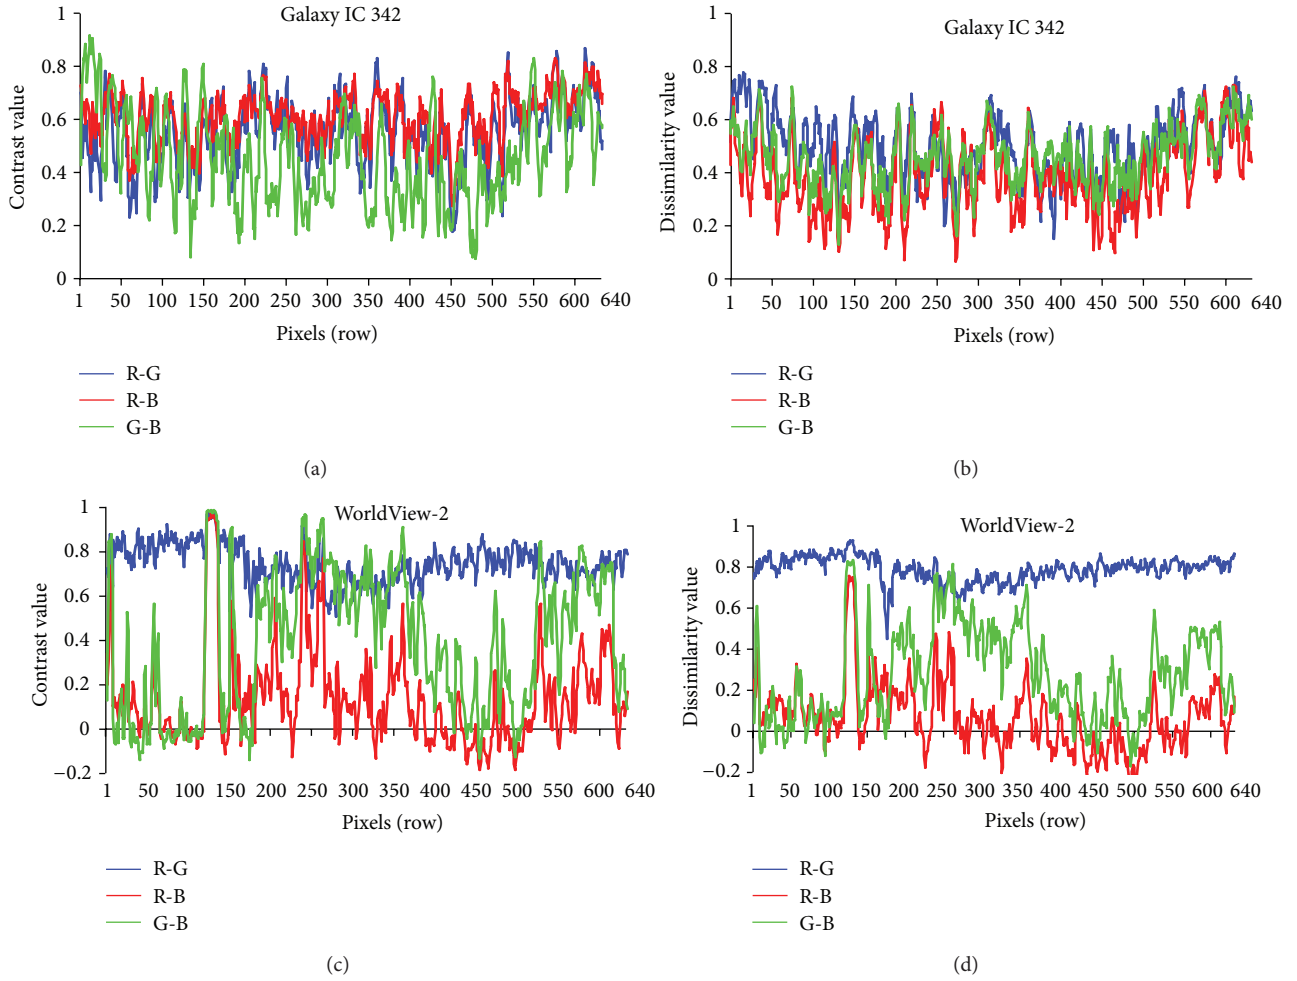 Galaxy IC 342
Contrast value
1
0.8
0.6
0.4
0.2
0
1 50 100 150 200 250 300 350 400 450 500 550 600 640
Pixels (row)
R-G
R-B
G-B
(a)
Galaxy IC 342
Dissimilarity value
1
0.8
0.6
0.4
0.2
0
1 50 100 150 200 250 300 350 400 450 500 550 600 640
Pixels (row)
R-G
R-B
G-B
(b)
WorldView-2
Contrast value
1
0.8
0.6
0.4
0.2
0
−0.2
1 50 100 150 200 250 300 350 400 450 500 550 600 640
Pixels (row)
R-G
R-B
G-B
(c)
WorldView-2
Dissimilarity value
1
0.8
0.6
0.4
0.2
0
−0.2
1 50 100 150 200 250 300 350 400 450 500 550 600 640
Pixels (row)
R-G
R-B
G-B
(d)